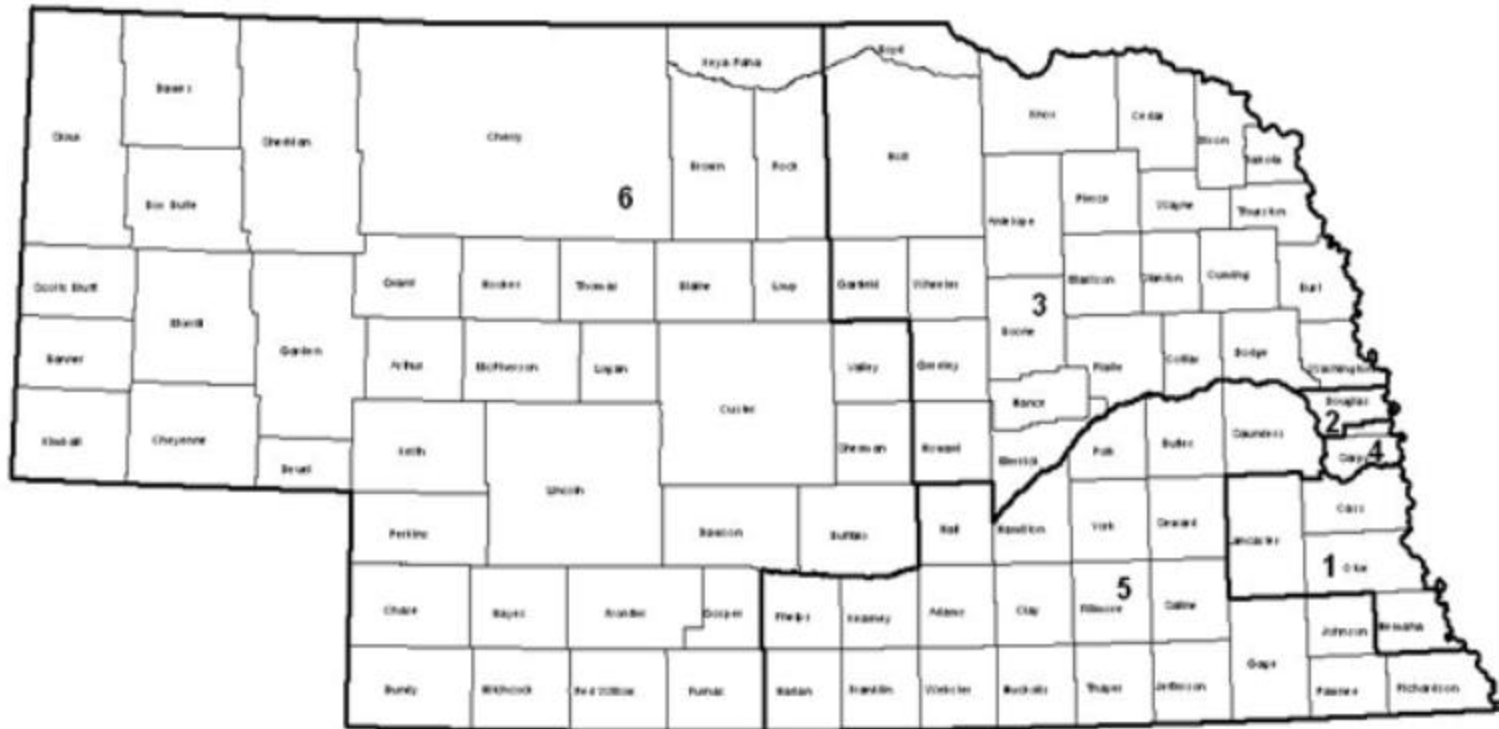 Keya Paha
Boyd
Dawes
Sioux
Sheridan
Cherry
Brown
Rock
Holt
Knox
Cedar
Dixon
Dakota
Box Butte
6
Antelope
Pierce
Wayne
Thurston
Scotts Bluff
Morrill
Garden
Grant
Hooker
Thomas
Blaine
Loup
Garfield
Wheeler
3
Boone
Madison
Stanton
Cuming
Burt
Banner
Arthur
McPherson
Logan
Custer
Valley
Greeley
Platte
Colfax
Dodge
Washington
Nance
Douglas
2
Kimball
Cheyenne
Deuel
Keith
Lincoln
Sherman
Howard
Merrick
Polk
Butler
Saunders
Sarpy
4
Perkins
Dawson
Buffalo
Hall
Hamilton
York
Seward
Lancaster
Cass
1
Otoe
Chase
Hayes
Frontier
Gosper
Phelps
Kearney
Adams
Clay
Fillmore
5
Saline
Gage
Johnson
Nemaha
Dundy
Hitchcock
Red Willow
Furnas
Harlan
Franklin
Webster
Nuckolls
Thayer
Jefferson
Pawnee
Richardson